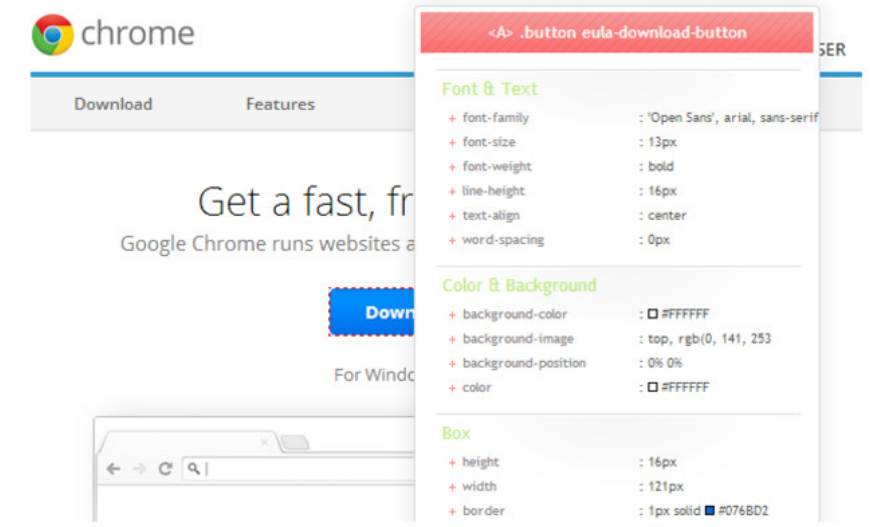 chrome
<A> .button eula-download-button
SER
Download Features
Font & Text
+ font-family : 'Open Sans', arial, sans-serif
+ font-size : 13px
+ font-weight : bold
+ line-height : 16px
+ text-align : center
+ word-spacing : 0px
Get a fast, fr
Google Chrome runs websites a
Color & Background
+ background-color : #FFFFFF
+ background-image : top, rgb(0, 141, 253
+ background-position : 0% 0%
+ color : #FFFFFF
Down
For Windo
Box
+ height : 16px
+ width : 121px
+ border : 1px solid #076BD2